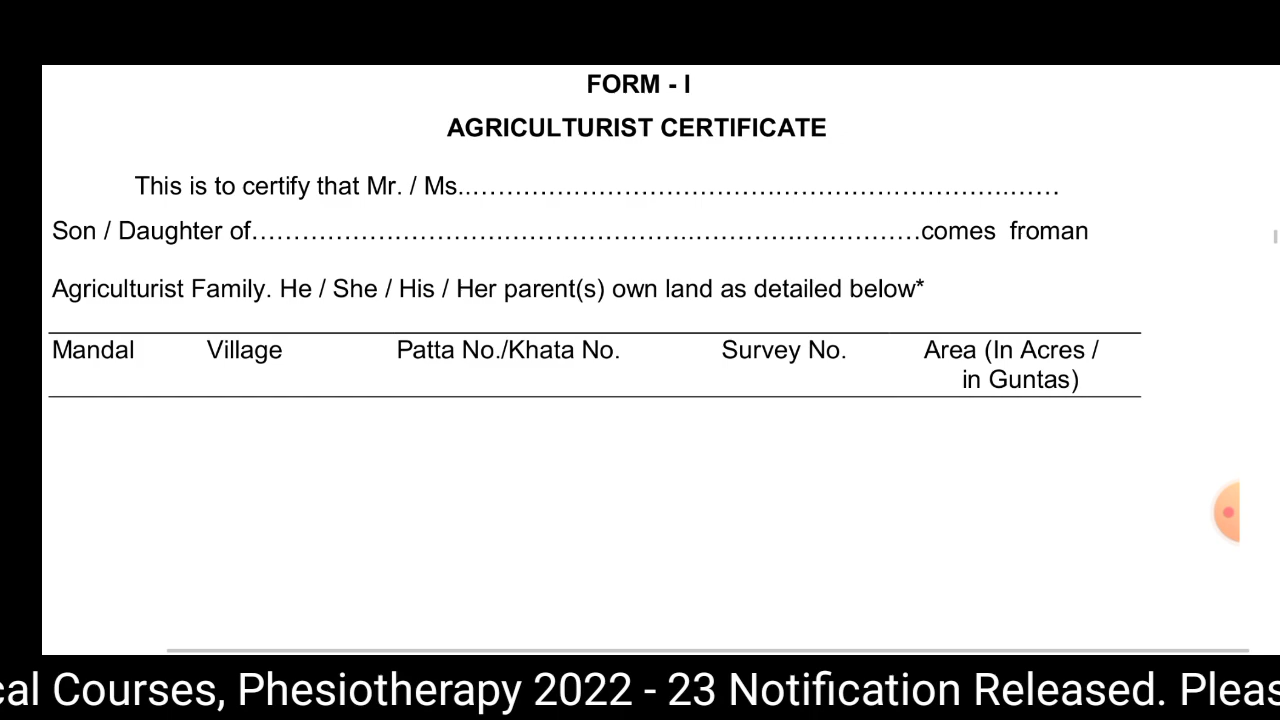 FORM - I
AGRICULTURIST CERTIFICATE
This is to certify that Mr. / Ms..……………………………………………………………………
Son / Daughter of……………………………………………………………………comes froman
Agriculturist Family. He / She / His / Her parent(s) own land as detailed below*
Mandal Village Patta No./Khata No. Survey No. Area (In Acres /
in Guntas)
cal Courses, Phesiotherapy 2022 - 23 Notification Released. Pleas